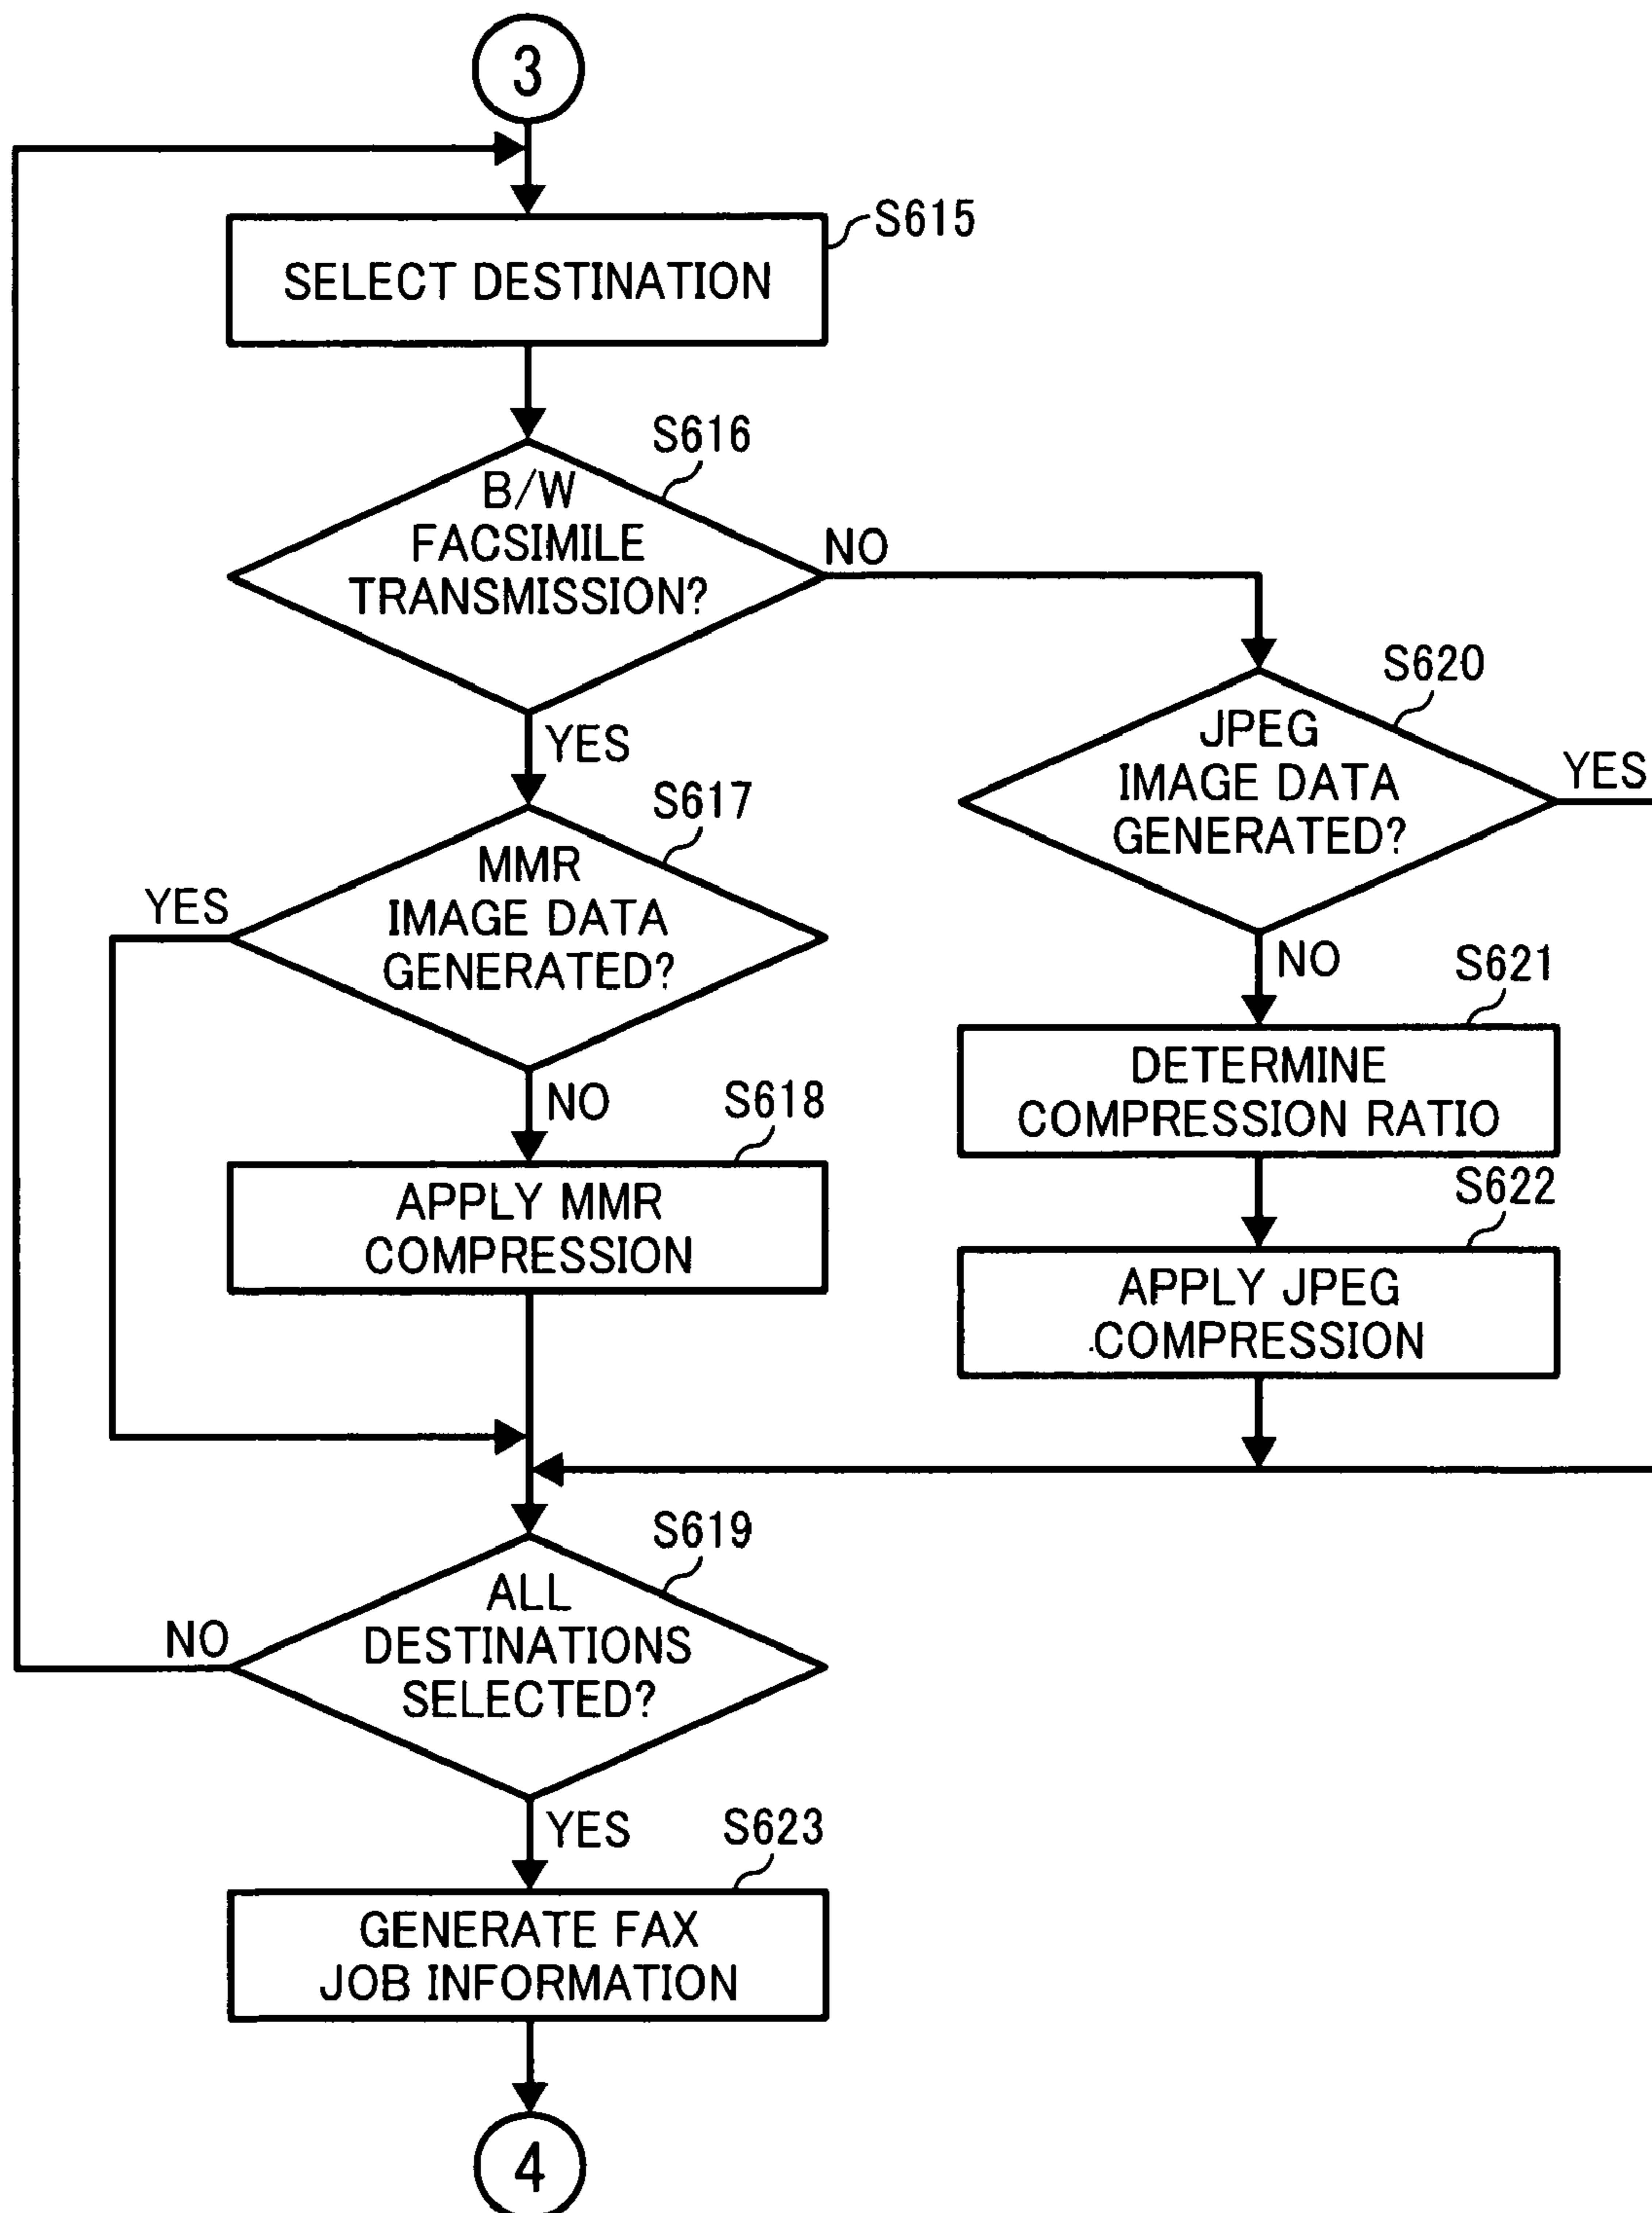 3
S615
SELECT DESTINATION
S616
B/W
FACSIMILE
TRANSMISSION?
NO
YES
S620
JPEG
IMAGE DATA
GENERATED?
YES
NO
S617
MMR
IMAGE DATA
GENERATED?
YES
NO
S621
DETERMINE
COMPRESSION RATIO
S618
APPLY MMR
COMPRESSION
S622
APPLY JPEG
COMPRESSION
S619
ALL
DESTINATIONS
SELECTED?
NO
YES
S623
GENERATE FAX
JOB INFORMATION
4